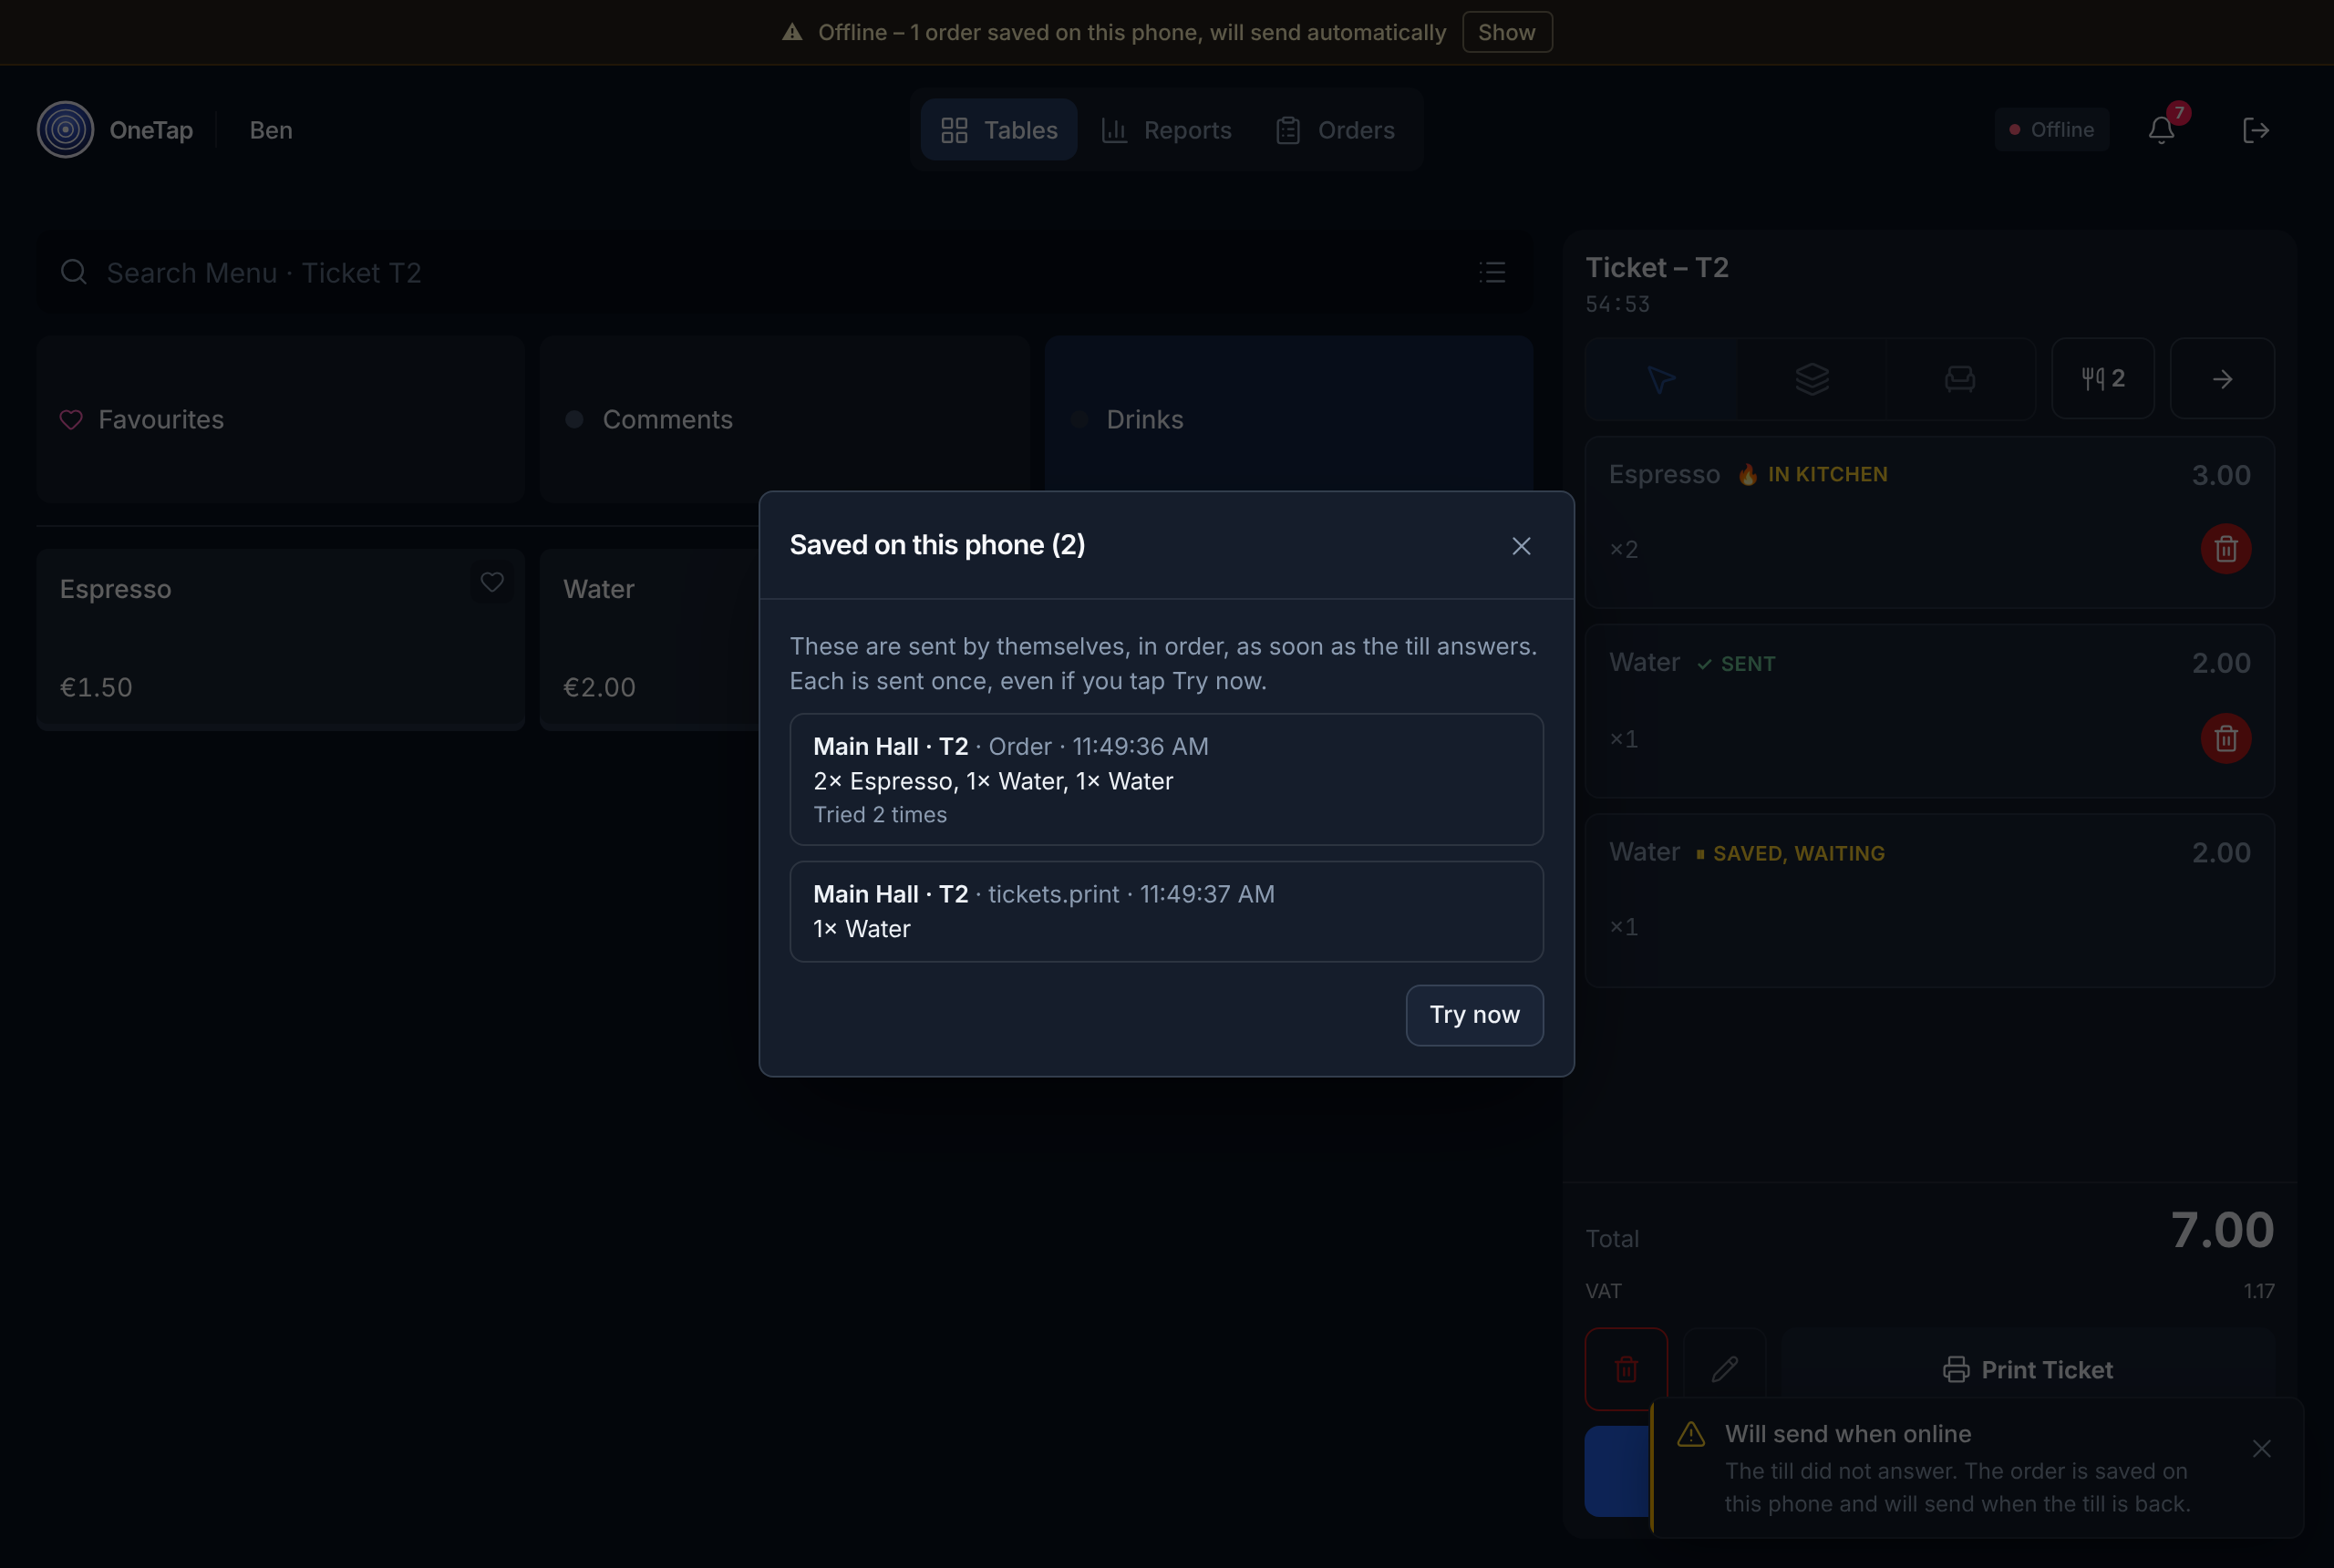 Offline – 1 order saved on this phone, will send automatically
Show
OneTap
Ben
Tables
Reports
Orders
Offline
7
Search Menu · Ticket T2
Ticket – T2
54:53
Favourites
Comments
Drinks
2
Espresso 🔥 IN KITCHEN 3.00
×2
Water ✓ SENT 2.00
×1
Water SAVED, WAITING 2.00
×1
Espresso
€1.50
Water
€2.00
Saved on this phone (2)
These are sent by themselves, in order, as soon as the till answers.
Each is sent once, even if you tap Try now.
Main Hall · T2 · Order · 11:49:36 AM
2× Espresso, 1× Water, 1× Water
Tried 2 times
Main Hall · T2 · tickets.print · 11:49:37 AM
1× Water
Try now
Total 7.00
VAT 1.17
Print Ticket
Will send when online
The till did not answer. The order is saved on
this phone and will send when the till is back.